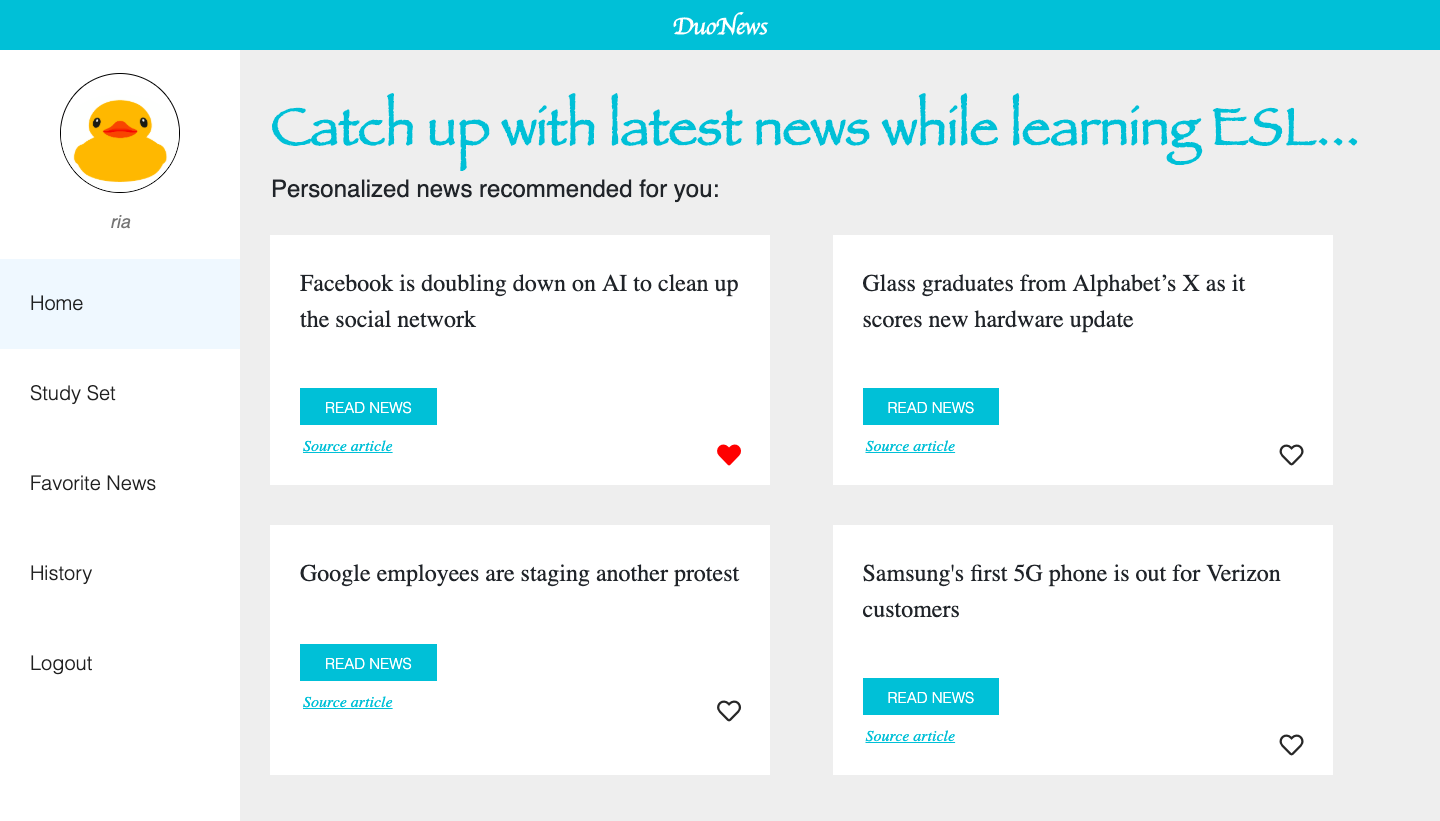 DuoNews
ria
Home
Study Set
Favorite News
History
Logout
Catch up with latest news while learning ESL...
Personalized news recommended for you:
Facebook is doubling down on AI to clean up
the social network
READ NEWS
Source article
Glass graduates from Alphabet’s X as it
scores new hardware update
READ NEWS
Source article
Google employees are staging another protest
READ NEWS
Source article
Samsung's first 5G phone is out for Verizon
customers
READ NEWS
Source article